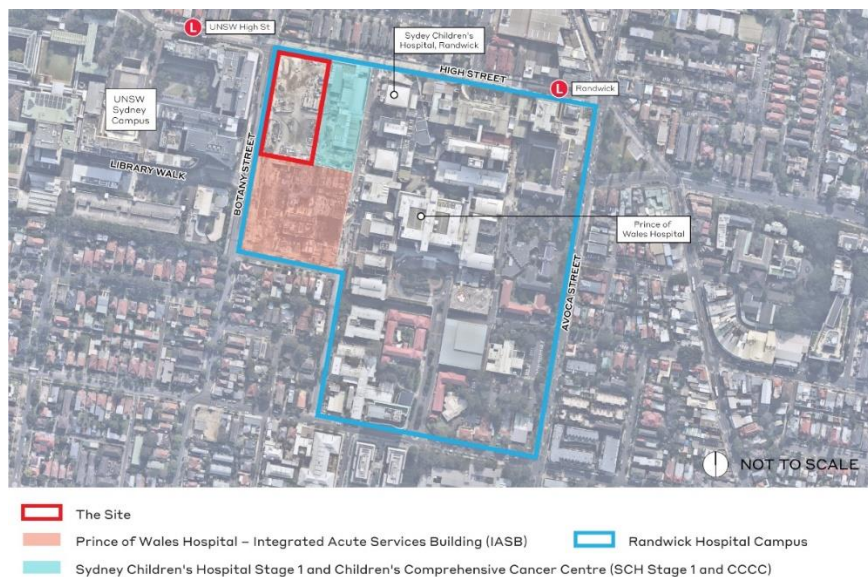 L UNSW High St
Sydey Children's
Hospital, Randwick
HIGH STREET
L Randwick
UNSW
Sydney
Campus
LIBRARY WALK
BOTANY STREET
Prince of
Wales Hospital
AVOCA STREET
NOT TO SCALE
The Site
Prince of Wales Hospital – Integrated Acute Services Building (IASB)
Randwick Hospital Campus
Sydney Children's Hospital Stage 1 and Children's Comprehensive Cancer Centre (SCH Stage 1 and CCCC)